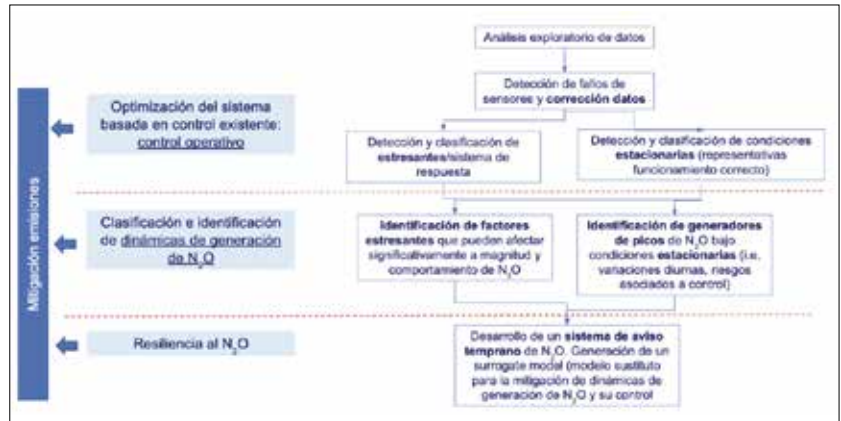 Mitigación emisiones
Optimización del sistema
basada en control existente:
control operativo
Clasificación e identificación
de dinámicas de generación
de N₂O
Resiliencia al N₂O
Análisis exploratorio de datos
Detección de fallos de
sensores y corrección datos
Detección y clasificación de
estresantes/sistema de
respuesta
Detección y clasificación de condiciones
estacionarias (representativas
funcionamiento correcto)
Identificación de factores
estresantes que pueden afectar
significativamente a magnitud y
comportamiento de N₂O
Identificación de generadores
de picos de N₂O bajo
condiciones estacionarias (i.e,
variaciones diurnas, riesgos
asociados a control)
Desarrollo de un sistema de aviso
temprano de N₂O. Generación de un
surrogate model (modelo sustituto
para la mitigación de dinámicas de
generación de N₂O y su control